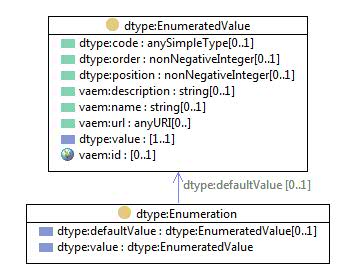 dtype:EnumeratedValue
dtype:code : anySimpleType[0..1]
dtype:order : nonNegativeInteger[0..1]
dtype:position : nonNegativeInteger[0..1]
vaem:description : string[0..1]
vaem:name : string[0..1]
vaem:url : anyURI[0..]
dtype:value : [1..1]
vaem:id : [0..1]
dtype:defaultValue [0..1]
dtype:Enumeration
dtype:defaultValue : dtype:EnumeratedValue[0..1]
dtype:value : dtype:EnumeratedValue